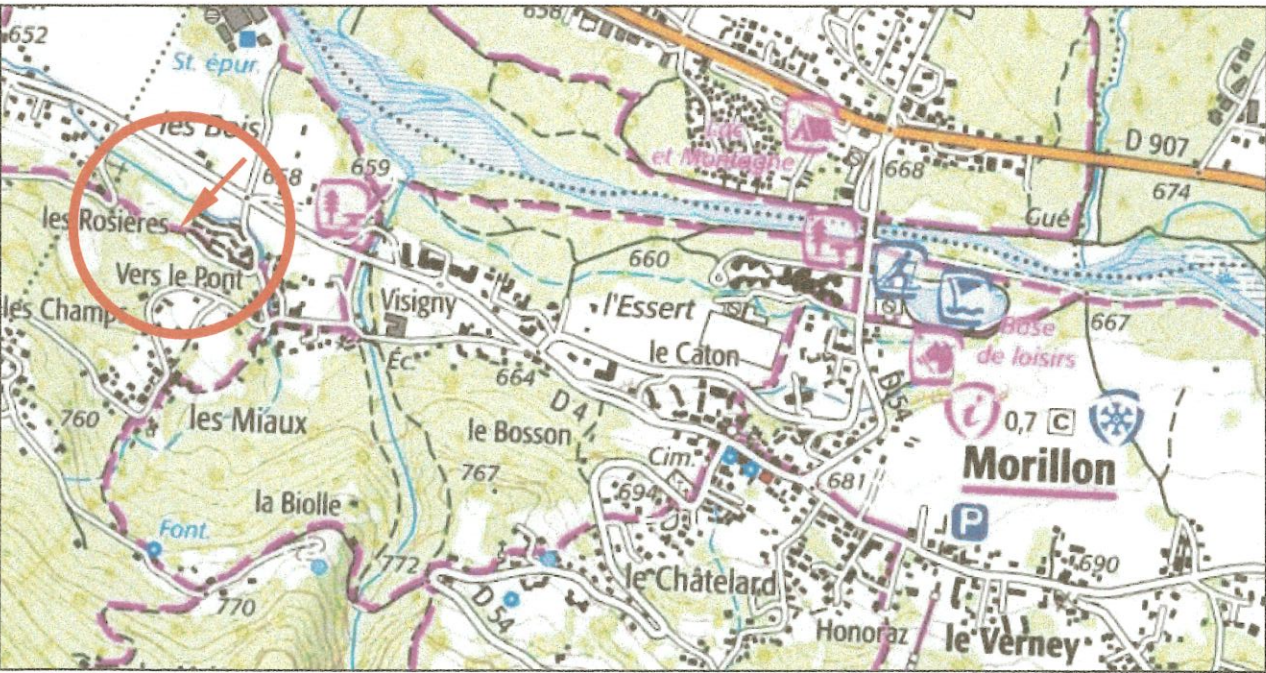 652
658
St. épur.
les Bois
D 907
Lac
et Montagne
668
658
659
674
les Rosières
Gué
Vers le Pont
660
les Champ
Visigny
l'Essert
667
Base
de loisirs
le Caton
Éc.
664
D 4
D 54
760
les Miaux
le Bosson
i
0,7 C
Morillon
Cim.
767
681
la Biolle
694
P
Font.
772
690
770
le Châtelard
D 54
Honoraz
le Verney